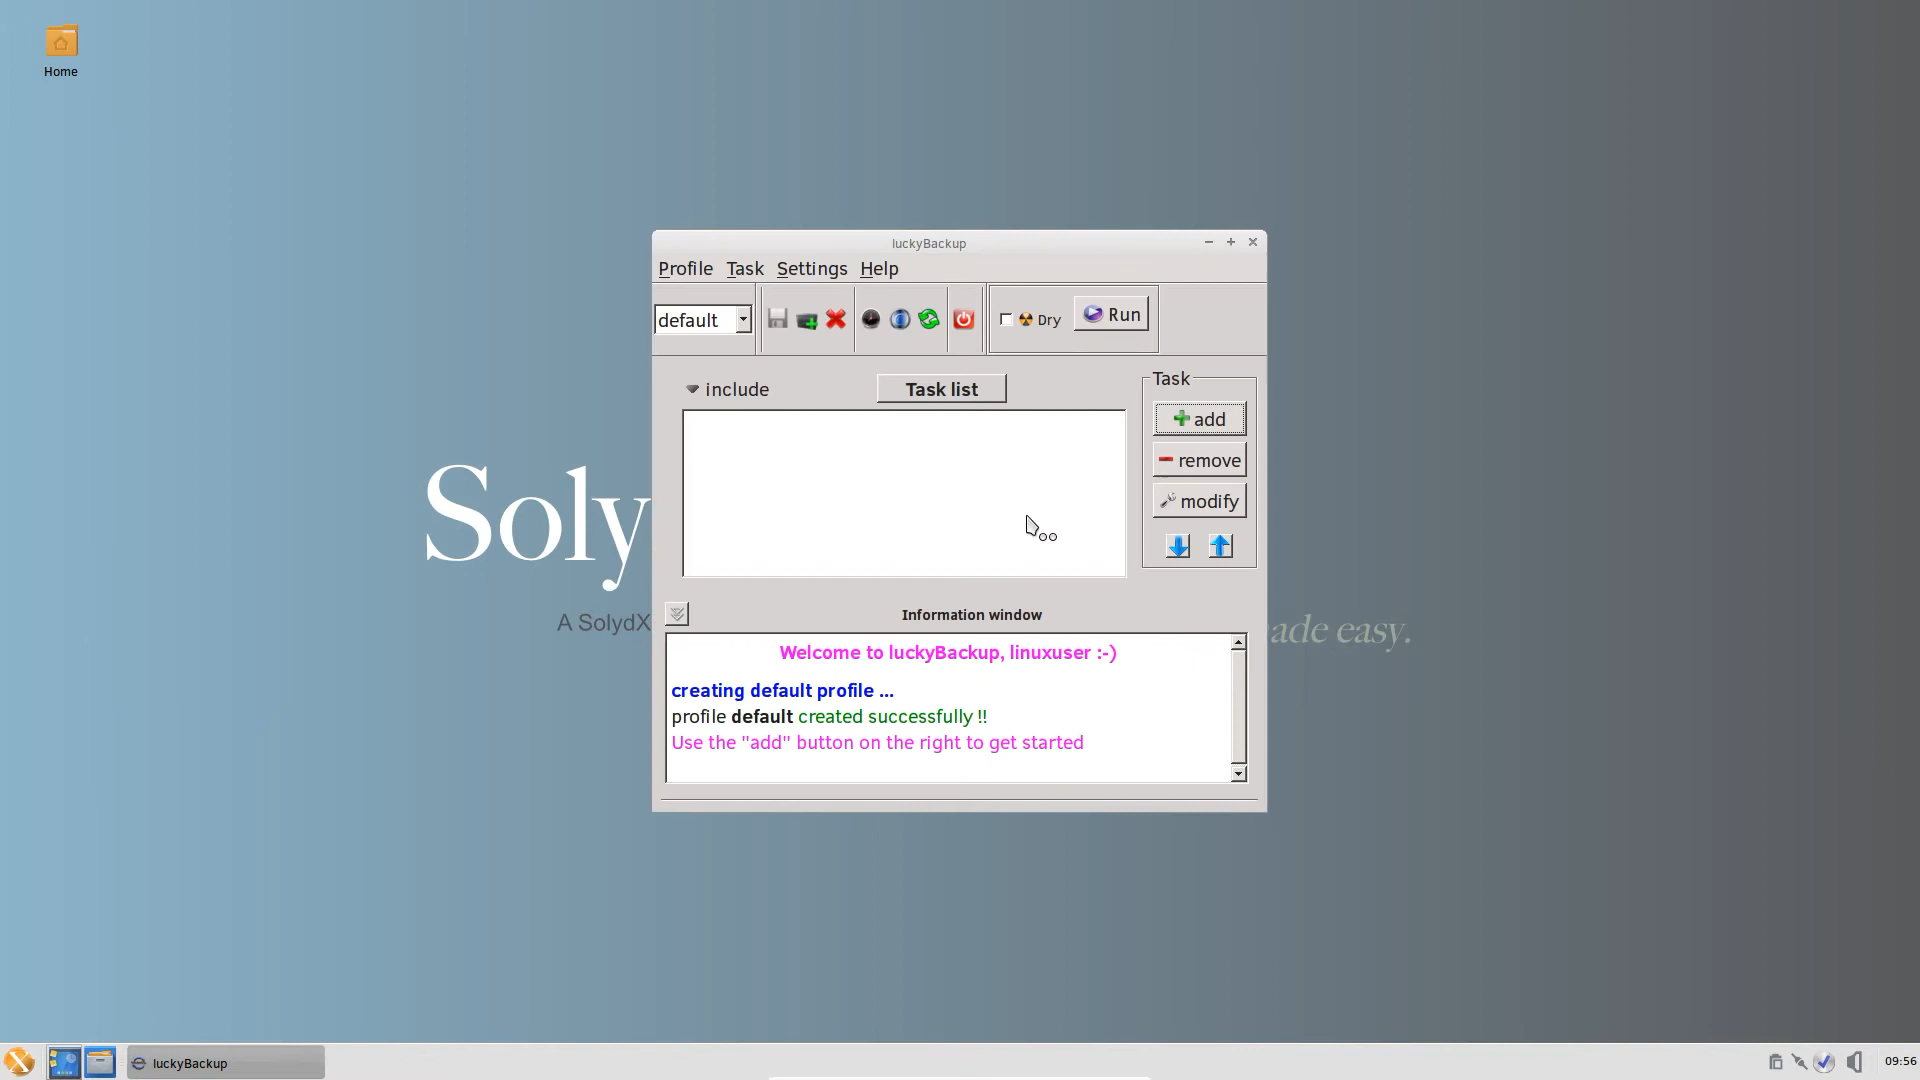 Home
luckyBackup
Profile Task Settings Help
default
Dry
Run
include
Task list
Task
add
remove
modify
Soly
A SolydX
ade easy.
Information window
Welcome to luckyBackup, linuxuser :-)
creating default profile ...
profile default created successfully !!
Use the "add" button on the right to get started
luckyBackup
09:56